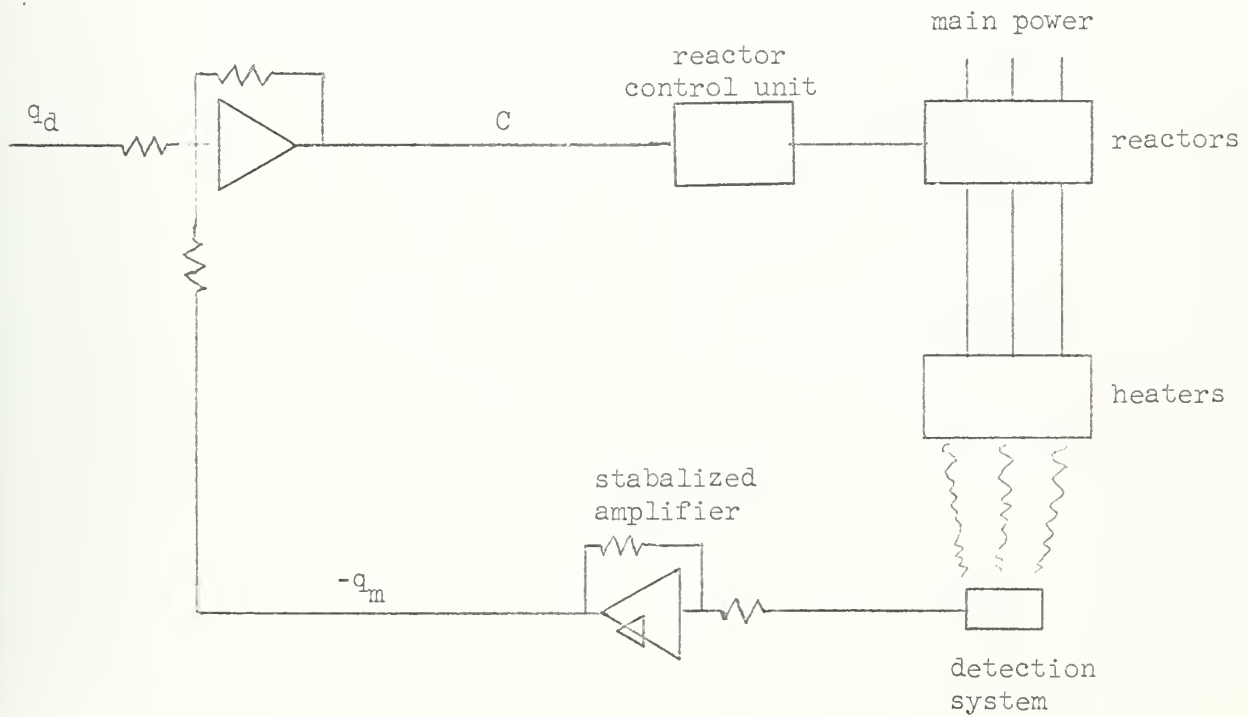 main power
reactor
control unit
q_d
C
reactors
heaters
stabalized
amplifier
-q_m
detection
system